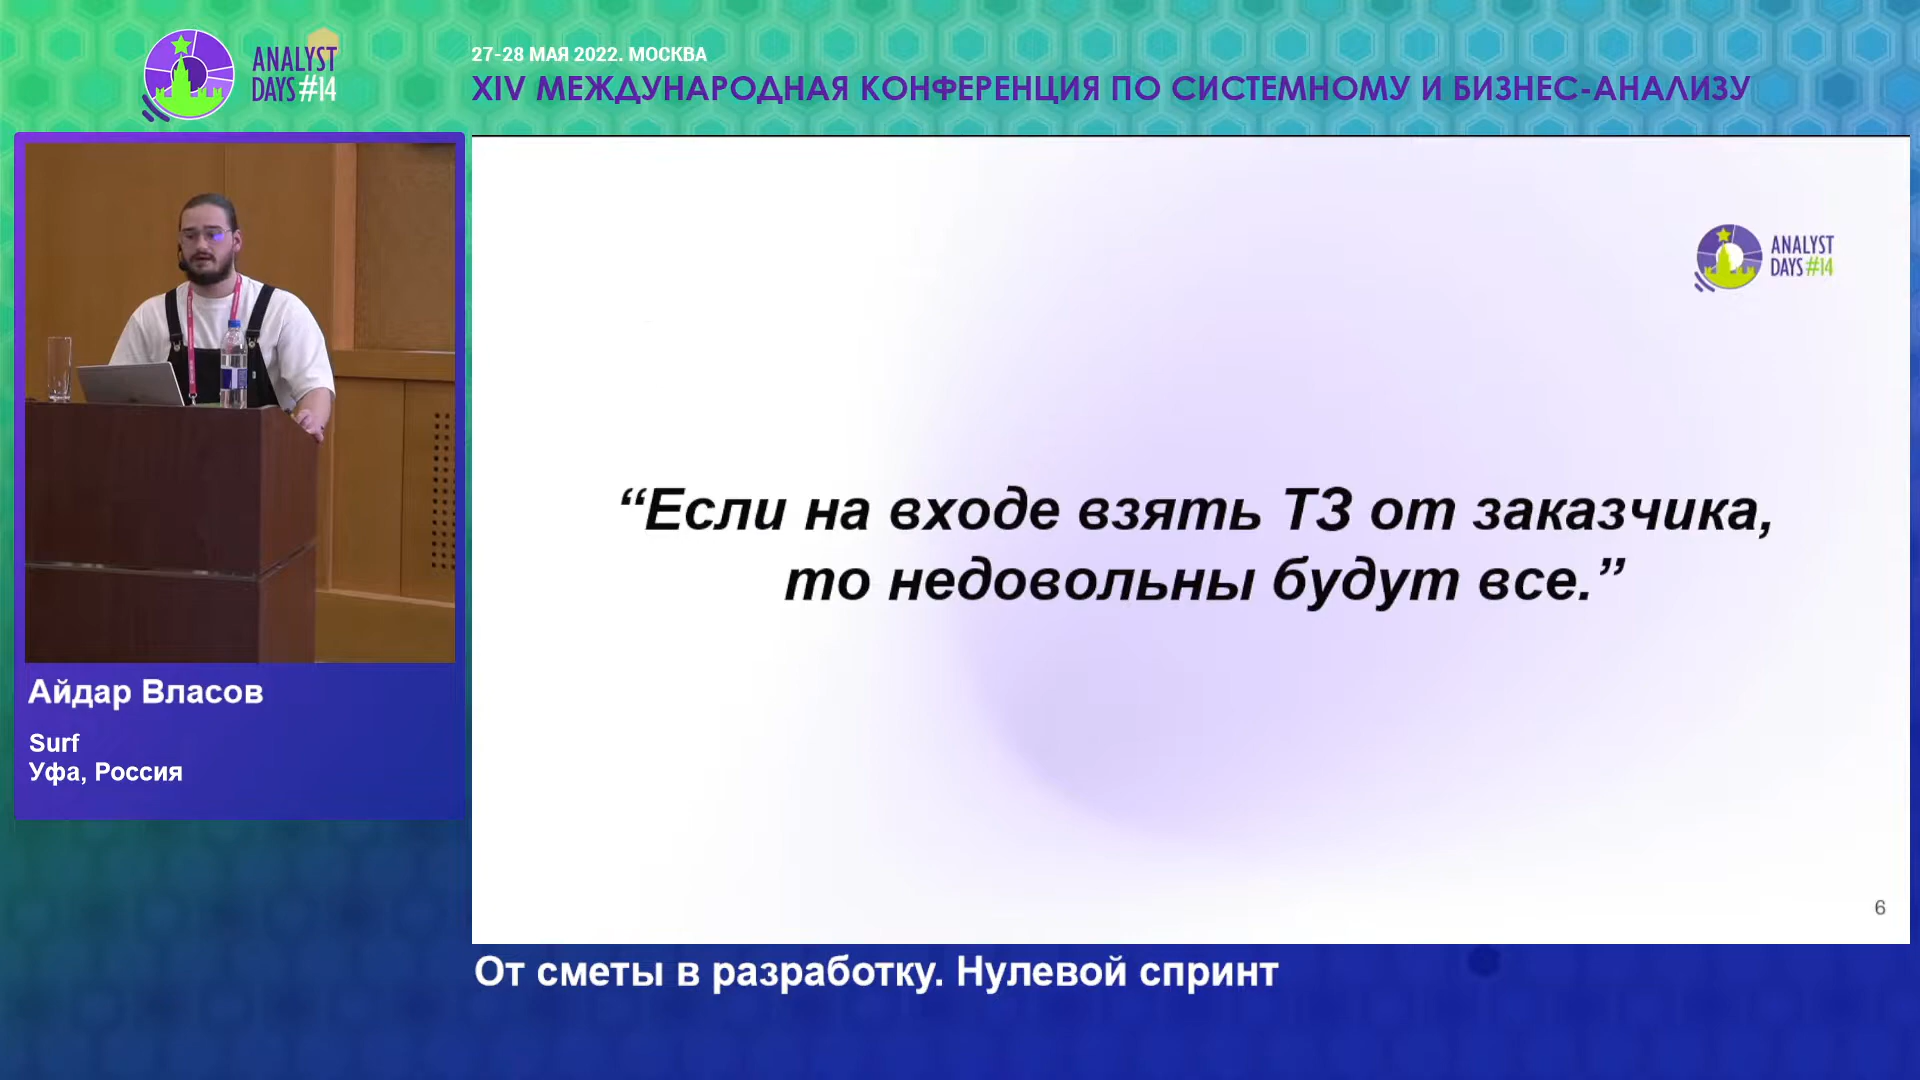 ANALYST
DAYS #14
27-28 МАЯ 2022. МОСКВА
XIV МЕЖДУНАРОДНАЯ КОНФЕРЕНЦИЯ ПО СИСТЕМНОМУ И БИЗНЕС-АНАЛИЗУ
ANALYST
DAYS #14
“Если на входе взять ТЗ от заказчика,
то недовольны будут все.”
6
Айдар Власов
Surf
Уфа, Россия
От сметы в разработку. Нулевой спринт